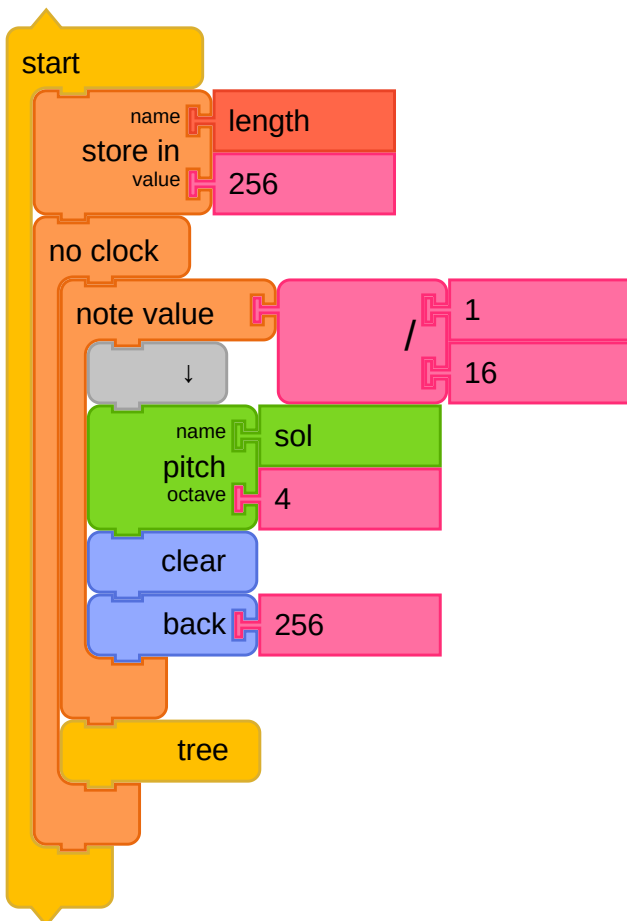 start
name
length
store in
value
256
no clock
note value
/
1
16
↓
name
sol
pitch
octave
4
clear
back
256
tree